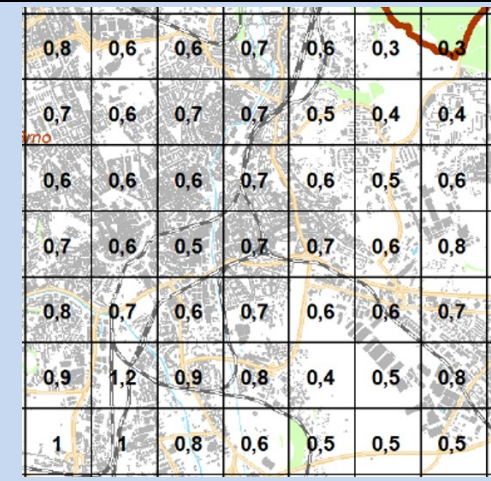 0,8 0,6 0,6 0,7 0,6 0,3 0,3
0,7 0,6 0,7 0,7 0,5 0,4 0,4
mo
0,6 0,6 0,6 0,7 0,6 0,5 0,6
0,7 0,6 0,5 0,7 0,7 0,6 0,8
0,8 0,7 0,6 0,7 0,6 0,6 0,7
0,9 1,2 0,9 0,8 0,4 0,5 0,8
1 1 0,8 0,6 0,5 0,5 0,5